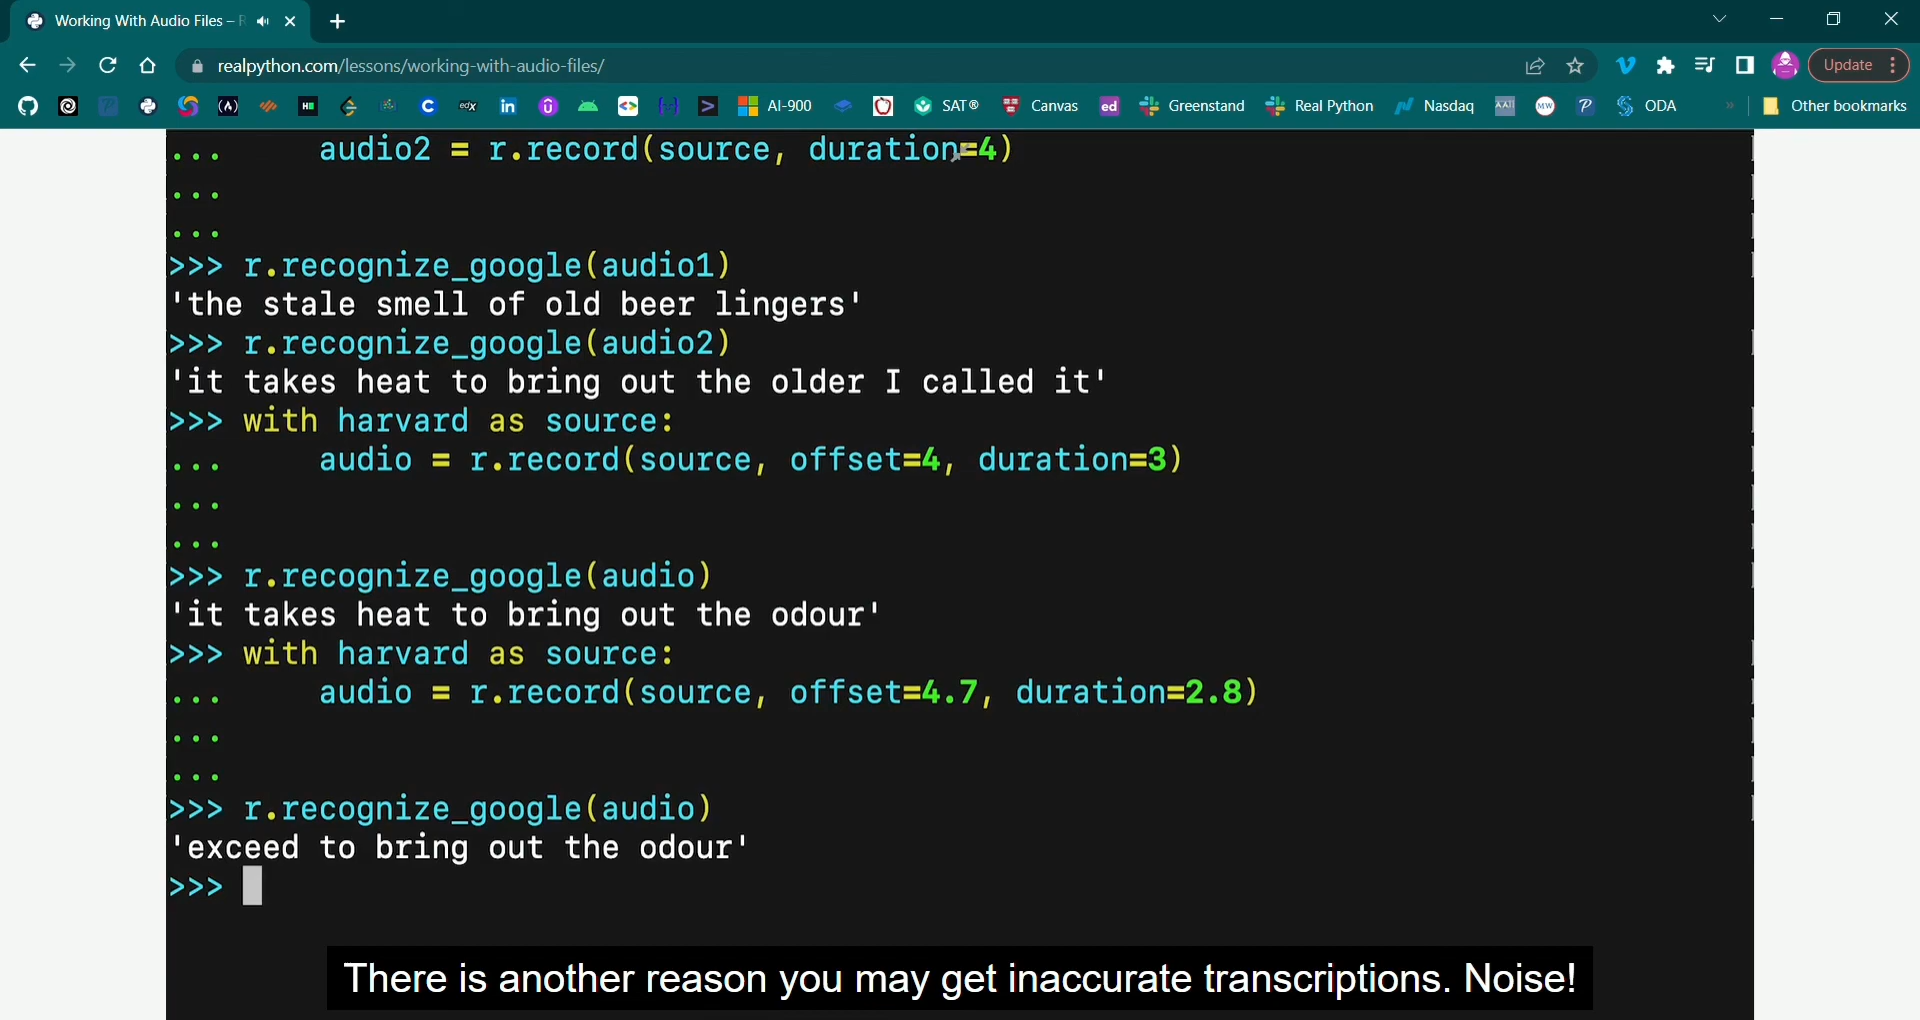 Working With Audio Files – R
realpython.com/lessons/working-with-audio-files/
Update
AI-900
SAT®
Canvas
ed
Greenstand
Real Python
Nasdaq
ODA
Other bookmarks
...     audio2 = r.record(source, duration=4)
...
...
>>> r.recognize_google(audio1)
'the stale smell of old beer lingers'
>>> r.recognize_google(audio2)
'it takes heat to bring out the older I called it'
>>> with harvard as source:
...     audio = r.record(source, offset=4, duration=3)
...
...
>>> r.recognize_google(audio)
'it takes heat to bring out the odour'
>>> with harvard as source:
...     audio = r.record(source, offset=4.7, duration=2.8)
...
...
>>> r.recognize_google(audio)
'exceed to bring out the odour'
>>>
There is another reason you may get inaccurate transcriptions. Noise!